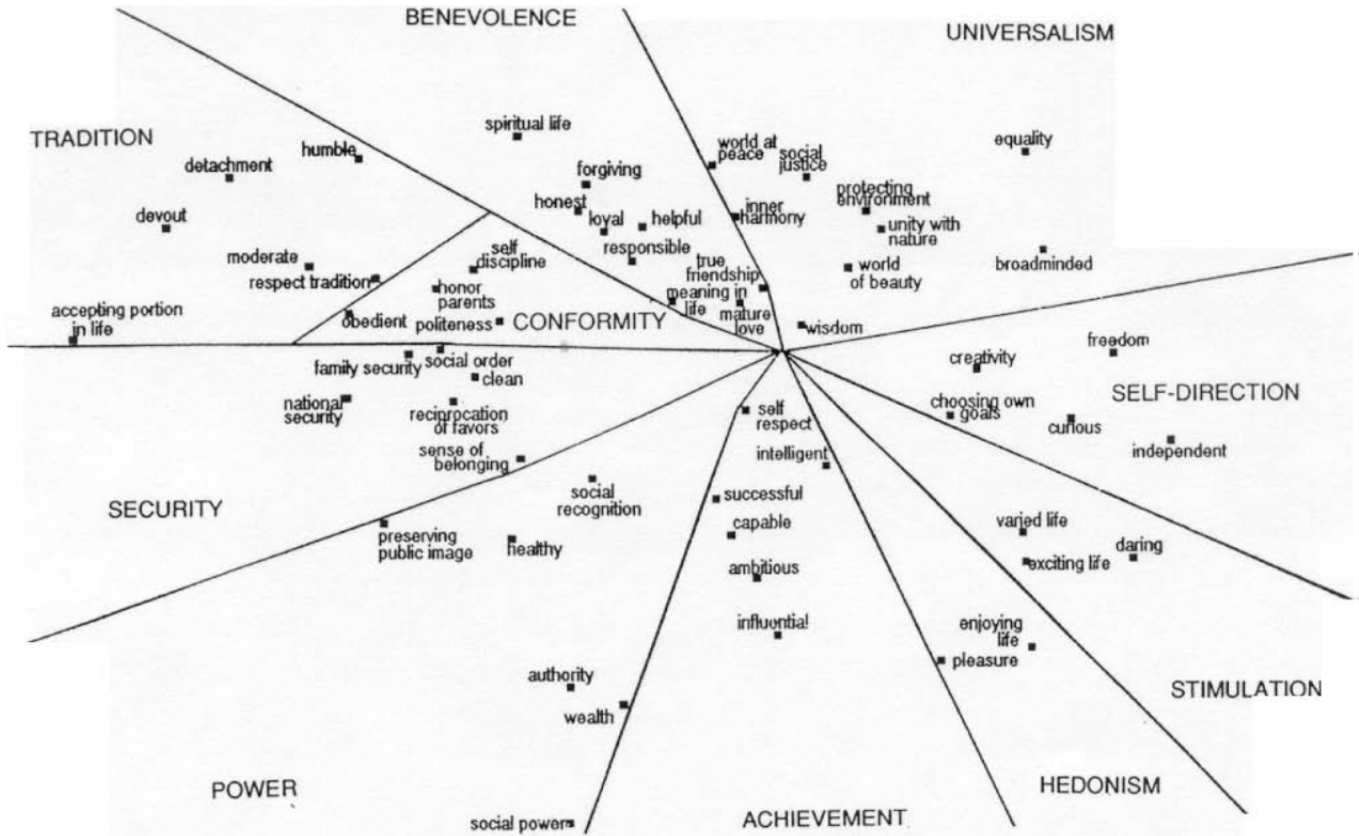 BENEVOLENCE
UNIVERSALISM
TRADITION
spiritual life
equality
humble
detachment
world at
peace
social
justice
forgiving
protecting
environment
devout
honest
loyal
helpful
inner
harmony
unity with
nature
moderate
respect tradition
self
discipline
responsible
true
friendship
world
of beauty
broadminded
honor
parents
meaning in
life
mature
love
accepting portion
in life
obedient
politeness
CONFORMITY
wisdom
freedom
family security
social order
clean
creativity
SELF-DIRECTION
national
security
reciprocation
of favors
self
respect
choosing own
goals
curious
independent
sense of
belonging
intelligent
SECURITY
social
recognition
successful
preserving
public image
healthy
capable
varied life
daring
ambitious
exciting life
influential
enjoying
life
pleasure
authority
wealth
STIMULATION
POWER
HEDONISM
social power
ACHIEVEMENT